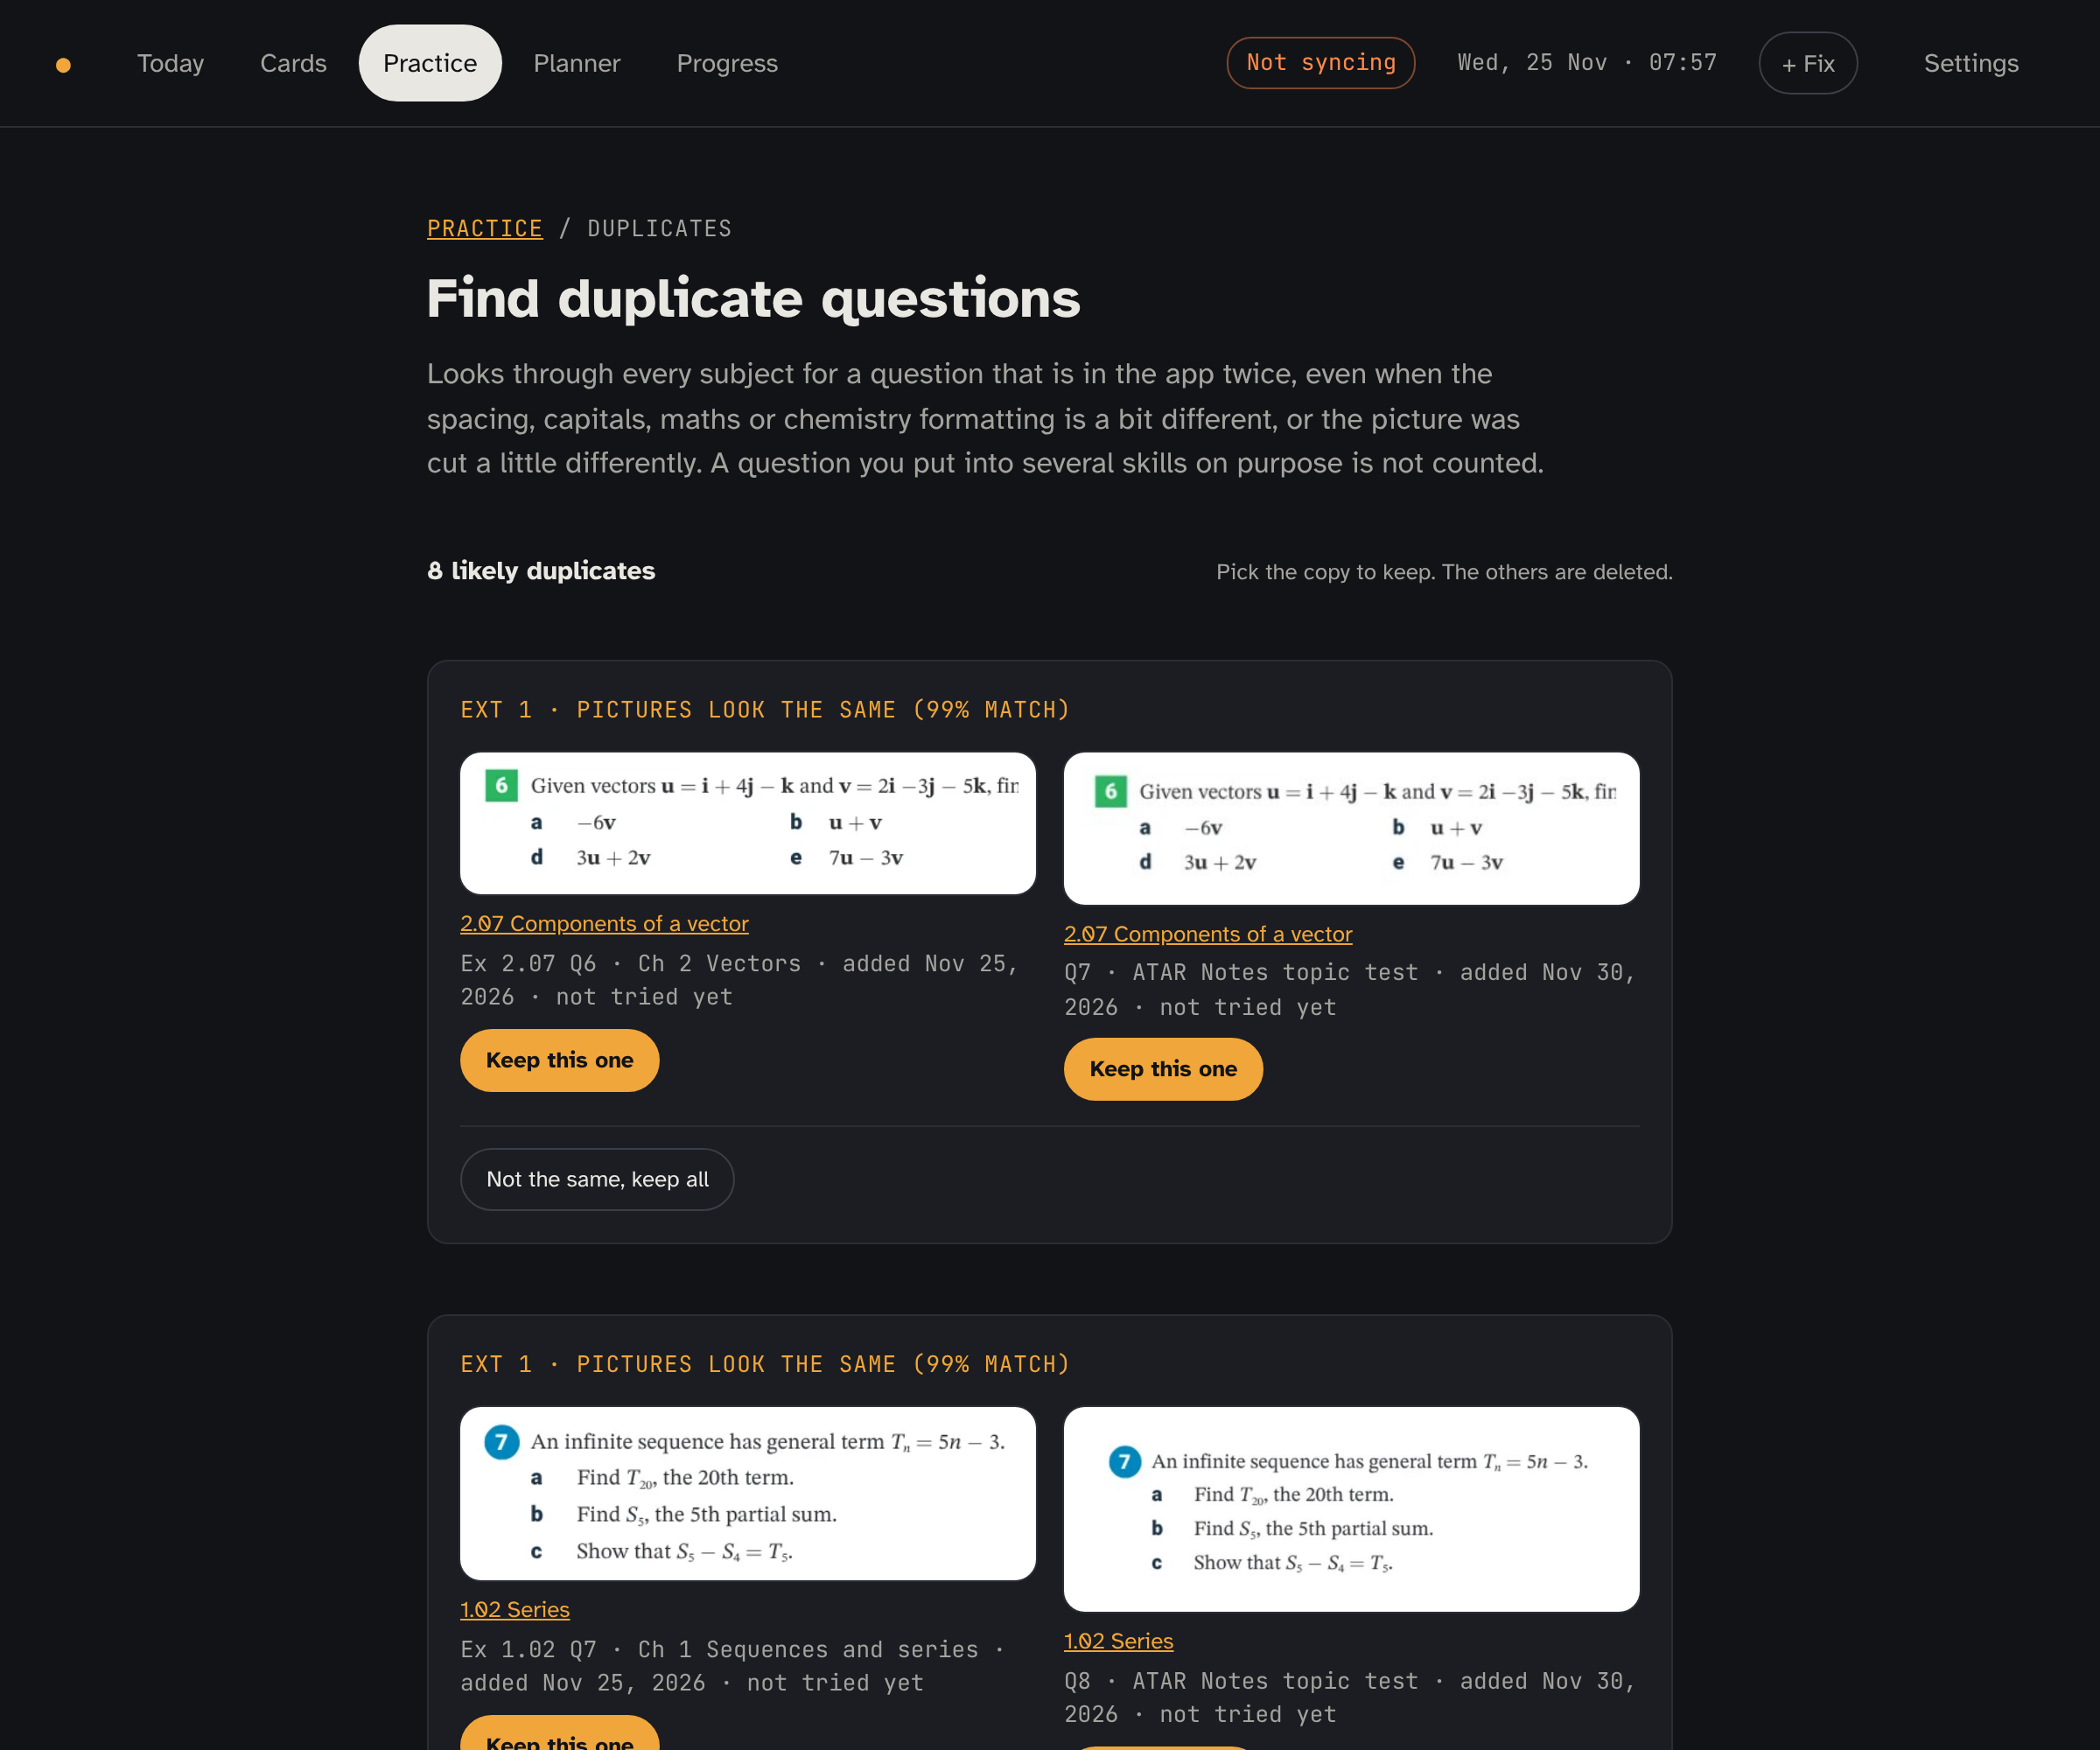 Today Cards Practice Planner Progress Not syncing Wed, 25 Nov · 07:57 + Fix Settings
PRACTICE / DUPLICATES
Find duplicate questions
Looks through every subject for a question that is in the app twice, even when the
spacing, capitals, maths or chemistry formatting is a bit different, or the picture was
cut a little differently. A question you put into several skills on purpose is not counted.
8 likely duplicates
Pick the copy to keep. The others are deleted.
EXT 1 · PICTURES LOOK THE SAME (99% MATCH)
6 Given vectors u = i + 4j − k and v = 2i −3j − 5k, fin
a −6v b u + v
d 3u + 2v e 7u − 3v
2.07 Components of a vector
Ex 2.07 Q6 · Ch 2 Vectors · added Nov 25,
2026 · not tried yet
Keep this one
6 Given vectors u = i + 4j − k and v = 2i −3j − 5k, fin
a −6v b u + v
d 3u + 2v e 7u − 3v
2.07 Components of a vector
Q7 · ATAR Notes topic test · added Nov 30,
2026 · not tried yet
Keep this one
Not the same, keep all
EXT 1 · PICTURES LOOK THE SAME (99% MATCH)
7 An infinite sequence has general term Tₙ = 5n − 3.
a Find T₂₀, the 20th term.
b Find S₅, the 5th partial sum.
c Show that S₅ − S₄ = T₅.
1.02 Series
Ex 1.02 Q7 · Ch 1 Sequences and series ·
added Nov 25, 2026 · not tried yet
Keep this one
7 An infinite sequence has general term Tₙ = 5n − 3.
a Find T₂₀, the 20th term.
b Find S₅, the 5th partial sum.
c Show that S₅ − S₄ = T₅.
1.02 Series
Q8 · ATAR Notes topic test · added Nov 30,
2026 · not tried yet